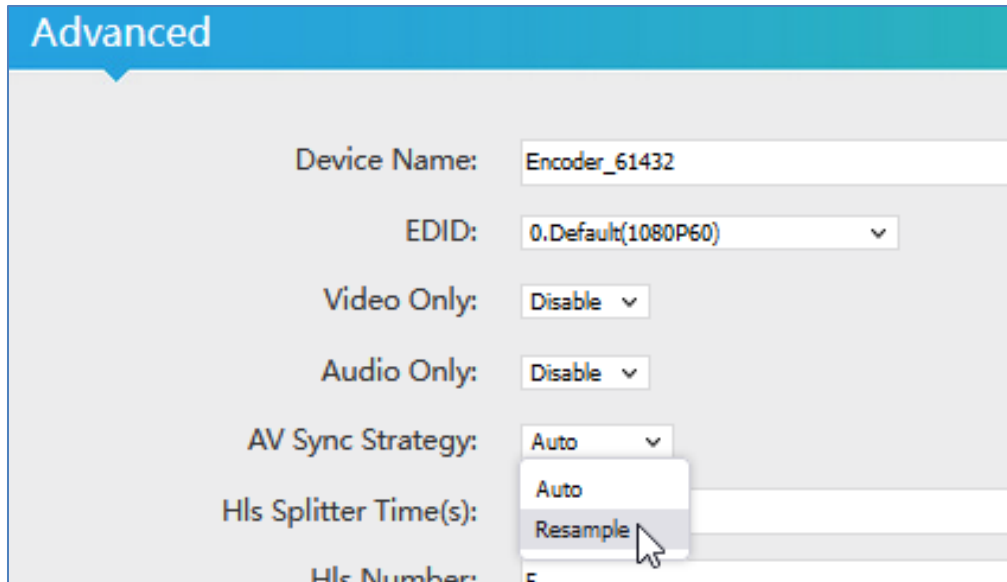 Advanced
Device Name: Encoder_61432
EDID: 0.Default(1080P60)
Video Only: Disable
Audio Only: Disable
AV Sync Strategy: Auto
Auto
Hls Splitter Time(s):
Resample
Hls Number: 5